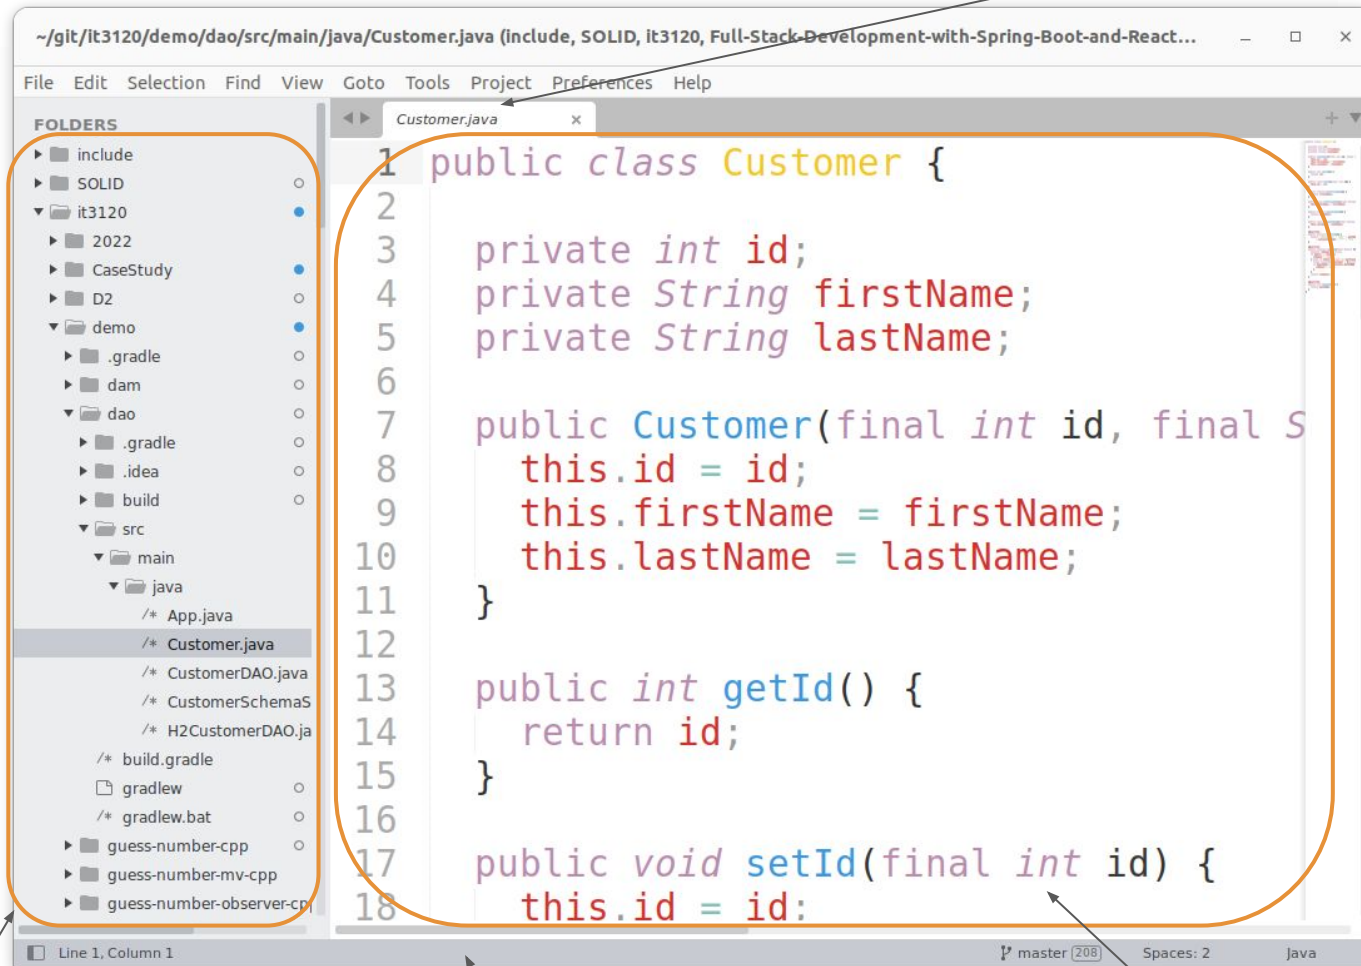 ~/git/it3120/demo/dao/src/main/java/Customer.java (include, SOLID, it3120, Full-Stack-Development-with-Spring-Boot-and-React...
File Edit Selection Find View Goto Tools Project Preferences Help
FOLDERS
include
SOLID
it3120
2022
CaseStudy
D2
demo
.gradle
dam
dao
.gradle
.idea
build
src
main
java
/* App.java
/* Customer.java
/* CustomerDAO.java
/* CustomerSchemaS
/* H2CustomerDAO.ja
/* build.gradle
gradlew
/* gradlew.bat
guess-number-cpp
guess-number-mv-cpp
guess-number-observer-cp
Customer.java
1 public class Customer {
2
3 private int id;
4 private String firstName;
5 private String lastName;
6
7 public Customer(final int id, final S
8 this.id = id;
9 this.firstName = firstName;
10 this.lastName = lastName;
11 }
12
13 public int getId() {
14 return id;
15 }
16
17 public void setId(final int id) {
18 this.id = id;
Line 1, Column 1 master 208 Spaces: 2 Java